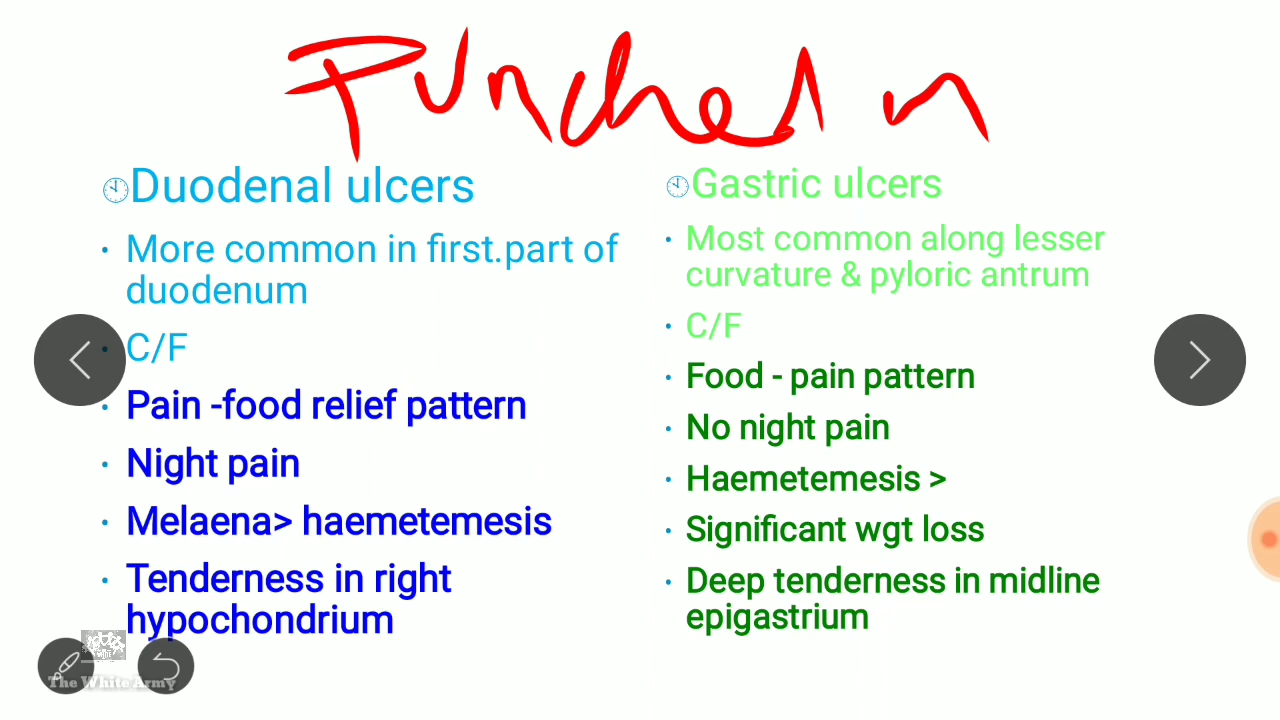 Punched n
Duodenal ulcers
• More common in first.part of
duodenum
• C/F
• Pain -food relief pattern
• Night pain
• Melaena> haemetemesis
• Tenderness in right
hypochondrium
Gastric ulcers
• Most common along lesser
curvature & pyloric antrum
• C/F
• Food - pain pattern
• No night pain
• Haemetemesis >
• Significant wgt loss
• Deep tenderness in midline
epigastrium
The White Army